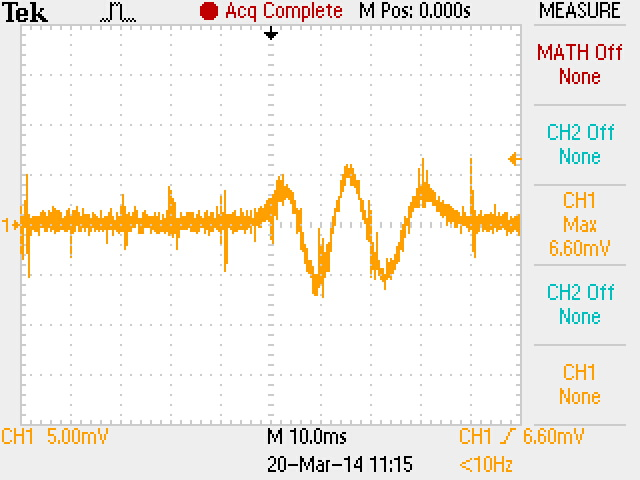 Tek Acq Complete M Pos: 0.000s MEASURE
MATH Off
None
CH2 Off
None
CH1
Max
6.60mV
CH2 Off
None
CH1
None
1
CH1 5.00mV M 10.0ms CH1 6.60mV
20-Mar-14 11:15 <10Hz